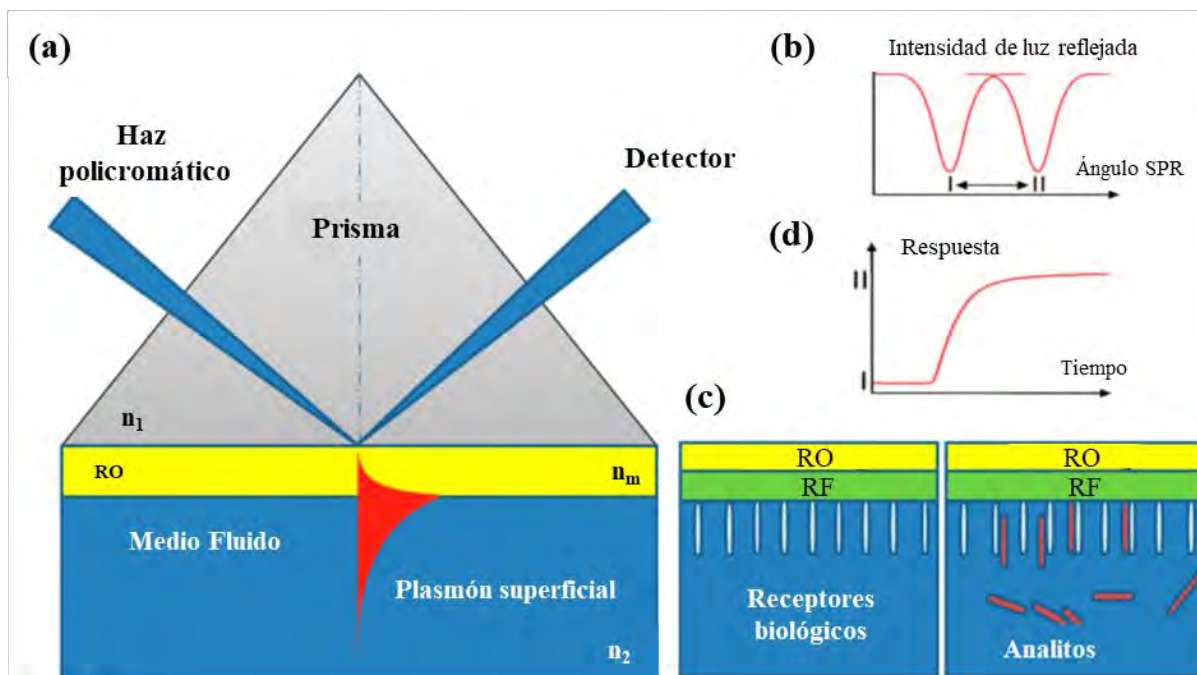 (a)
Haz
policromático
Prisma
Detector
n1
RO
nm
Medio Fluido
Plasmón superficial
n2
(b)
Intensidad de luz reflejada
Ángulo SPR
I
II
(d)
Respuesta
II
I
Tiempo
(c)
RO
RF
Receptores
biológicos
RO
RF
Analitos